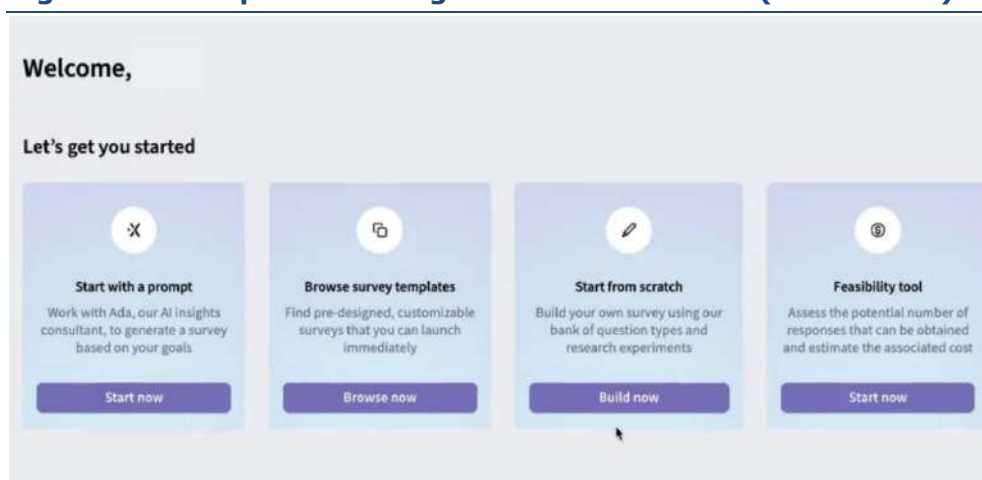 Welcome,
Let's get you started
Start with a prompt
Work with Ada, our AI insights
consultant, to generate a survey
based on your goals
Start now
Browse survey templates
Find pre-designed, customizable
surveys that you can launch
immediately
Browse now
Start from scratch
Build your own survey using our
bank of question types and
research experiments
Build now
Feasibility tool
Assess the potential number of
responses that can be obtained
and estimate the associated cost
Start now